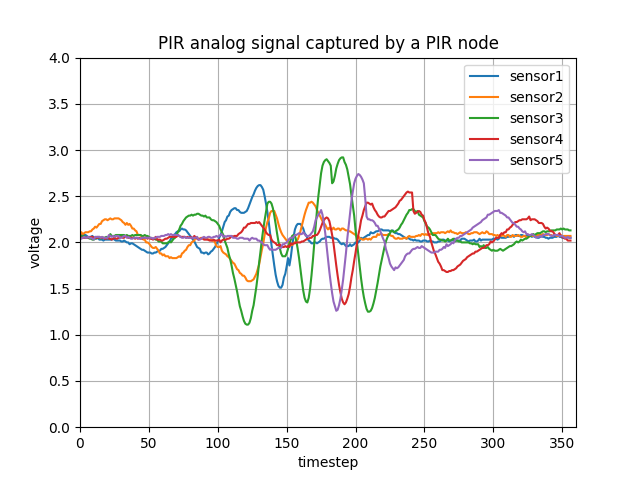 PIR analog signal captured by a PIR node
4.0
3.5
3.0
2.5
2.0
1.5
1.0
0.5
0.0
voltage
sensor1
sensor2
sensor3
sensor4
sensor5
0 50 100 150 200 250 300 350
timestep